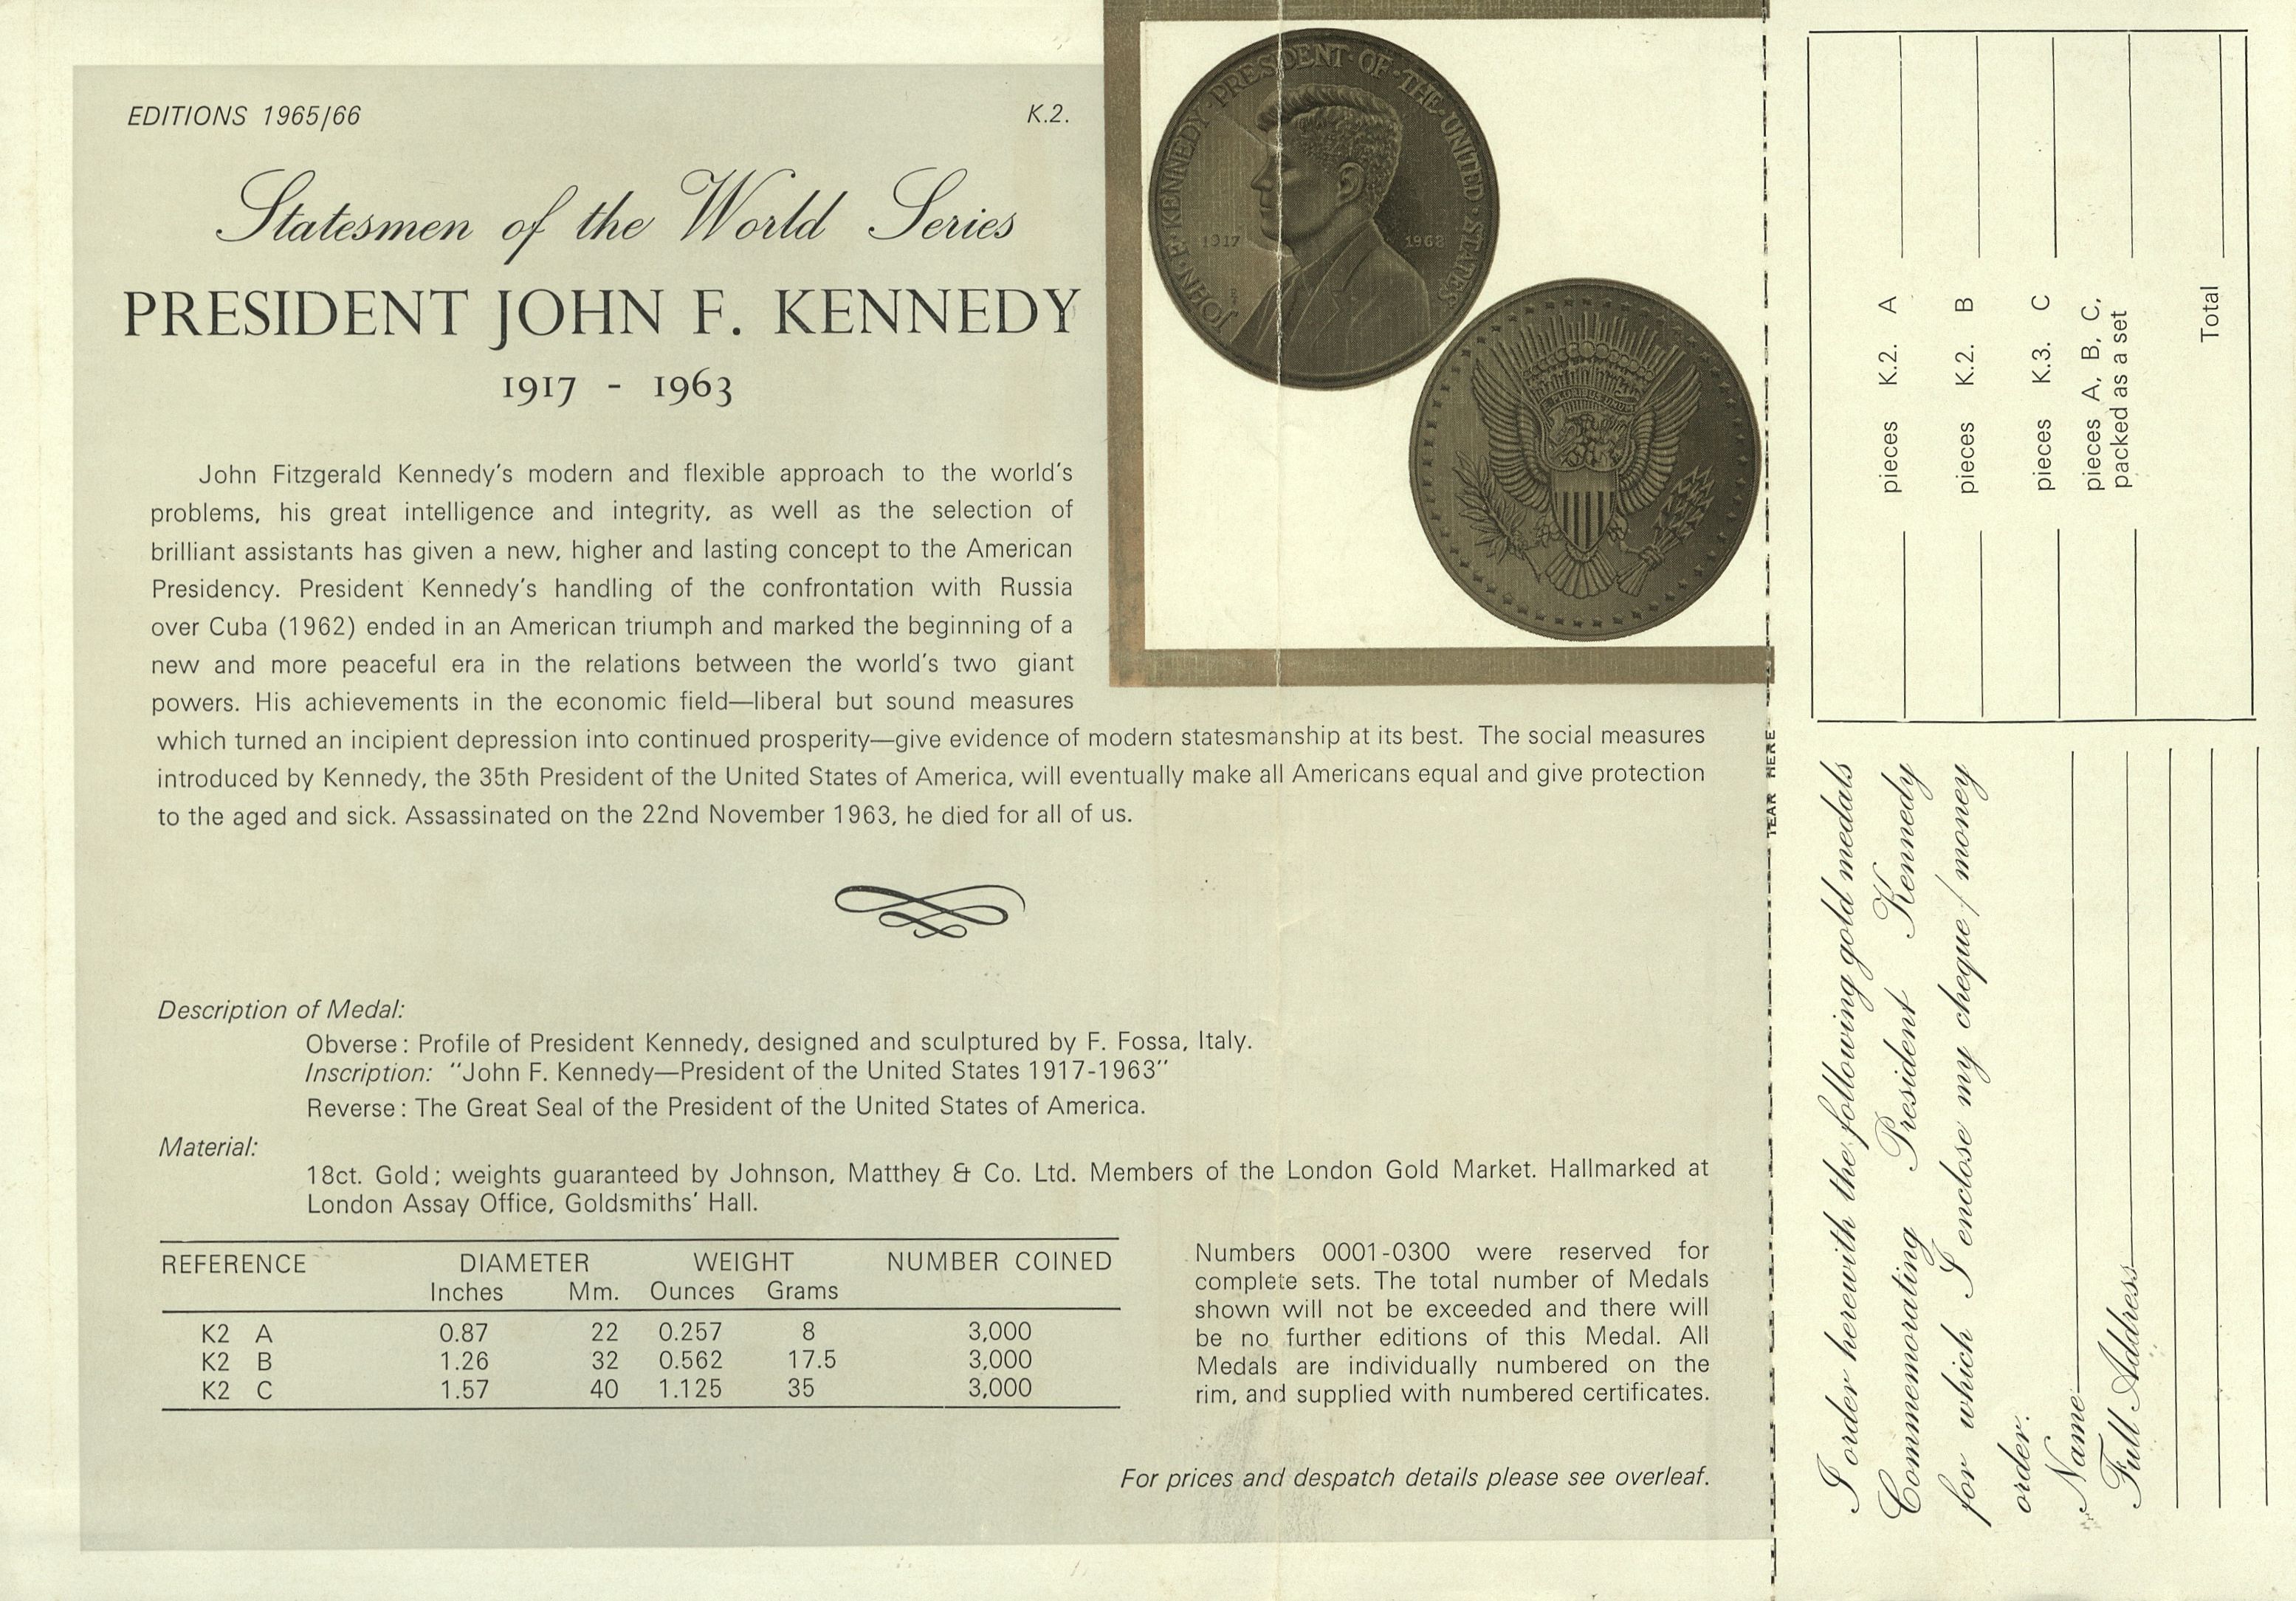 EDITIONS 1965/66
K.2.
Statesmen of the World Series
PRESIDENT JOHN F. KENNEDY
1917 - 1963
John Fitzgerald Kennedy's modern and flexible approach to the world's
problems, his great intelligence and integrity, as well as the selection of
brilliant assistants has given a new, higher and lasting concept to the American
Presidency. President Kennedy's handling of the confrontation with Russia
over Cuba (1962) ended in an American triumph and marked the beginning of a
new and more peaceful era in the relations between the world's two giant
powers. His achievements in the economic field—liberal but sound measures
which turned an incipient depression into continued prosperity—give evidence of modern statesmanship at its best. The social measures
introduced by Kennedy, the 35th President of the United States of America, will eventually make all Americans equal and give protection
to the aged and sick. Assassinated on the 22nd November 1963, he died for all of us.
JOHN·F·KENNEDY·PRESIDENT·OF·THE·UNITED·STATES
1917 1963
E PLURIBUS UNUM
Description of Medal:
Obverse: Profile of President Kennedy, designed and sculptured by F. Fossa, Italy.
Inscription: "John F. Kennedy—President of the United States 1917-1963"
Reverse: The Great Seal of the President of the United States of America.
Material:
18ct. Gold; weights guaranteed by Johnson, Matthey & Co. Ltd. Members of the London Gold Market. Hallmarked at
London Assay Office, Goldsmiths' Hall.
REFERENCE DIAMETER WEIGHT NUMBER COINED
Inches Mm. Ounces Grams
K2 A 0.87 22 0.257 8 3,000
K2 B 1.26 32 0.562 17.5 3,000
K2 C 1.57 40 1.125 35 3,000
Numbers 0001-0300 were reserved for
complete sets. The total number of Medals
shown will not be exceeded and there will
be no further editions of this Medal. All
Medals are individually numbered on the
rim, and supplied with numbered certificates.
For prices and despatch details please see overleaf.
TEAR HERE
I order herewith the following gold medals
Commemorating President Kennedy
for which I enclose my cheque / money
order.
Name
Full Address
pieces K.2. A
pieces K.2. B
pieces K.3. C
pieces A, B, C,
packed as a set
Total